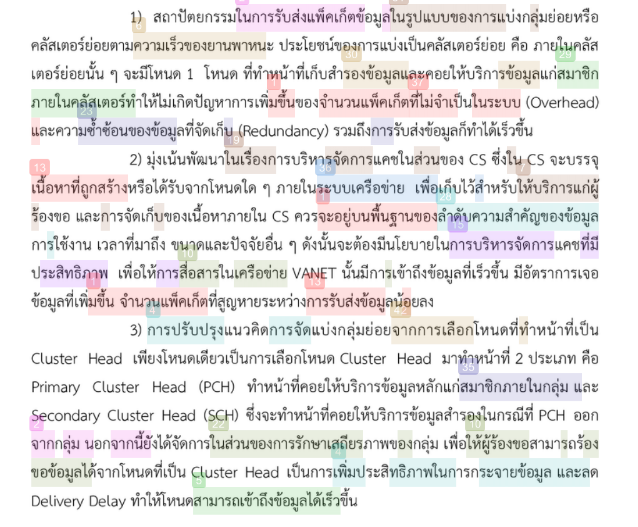 1) สถาปัตยกรรมในการรับส่งแพ็คเก็ตข้อมูลในรูปแบบของการแบ่งกลุ่มย่อยหรือ
คลัสเตอร์ย่อยตามความเร็วของยานพาหนะ ประโยชน์ของการแบ่งเป็นคลัสเตอร์ย่อย คือ ภายในคลัส
เตอร์ย่อยนั้น ๆ จะมีโหนด 1 โหนด ที่ทำหน้าที่เก็บสำรองข้อมูลและคอยให้บริการข้อมูลแก่สมาชิก
ภายในคลัสเตอร์ทำให้ไม่เกิดปัญหาการเพิ่มขึ้นของจำนวนแพ็คเก็ตที่ไม่จำเป็นในระบบ (Overhead)
และความซ้ำซ้อนของข้อมูลที่จัดเก็บ (Redundancy) รวมถึงการรับส่งข้อมูลก็ทำได้เร็วขึ้น
2) มุ่งเน้นพัฒนาในเรื่องการบริหารจัดการแคชในส่วนของ CS ซึ่งใน CS จะบรรจุ
เนื้อหาที่ถูกสร้างหรือได้รับจากโหนดใด ๆ ภายในระบบเครือข่าย เพื่อเก็บไว้สำหรับให้บริการแก่ผู้
ร้องขอ และการจัดเก็บของเนื้อหาภายใน CS ควรจะอยู่บนพื้นฐานของลำดับความสำคัญของข้อมูล
การใช้งาน เวลาที่มาถึง ขนาดและปัจจัยอื่น ๆ ดังนั้นจะต้องมีนโยบายในการบริหารจัดการแคชที่มี
ประสิทธิภาพ เพื่อให้การสื่อสารในเครือข่าย VANET นั้นมีการเข้าถึงข้อมูลที่เร็วขึ้น มีอัตราการเจอ
ข้อมูลที่เพิ่มขึ้น จำนวนแพ็คเก็ตที่สูญหายระหว่างการรับส่งข้อมูลน้อยลง
3) การปรับปรุงแนวคิดการจัดแบ่งกลุ่มย่อยจากการเลือกโหนดที่ทำหน้าที่เป็น
Cluster Head เพียงโหนดเดียวเป็นการเลือกโหนด Cluster Head มาทำหน้าที่ 2 ประเภท คือ
Primary Cluster Head (PCH) ทำหน้าที่คอยให้บริการข้อมูลหลักแก่สมาชิกภายในกลุ่ม และ
Secondary Cluster Head (SCH) ซึ่งจะทำหน้าที่คอยให้บริการข้อมูลสำรองในกรณีที่ PCH ออก
จากกลุ่ม นอกจากนี้ยังได้จัดการในส่วนของการรักษาเสถียรภาพของกลุ่ม เพื่อให้ผู้ร้องขอสามารถร้อง
ขอข้อมูลได้จากโหนดที่เป็น Cluster Head เป็นการเพิ่มประสิทธิภาพในการกระจายข้อมูล และลด
Delivery Delay ทำให้โหนดสามารถเข้าถึงข้อมูลได้เร็วขึ้น